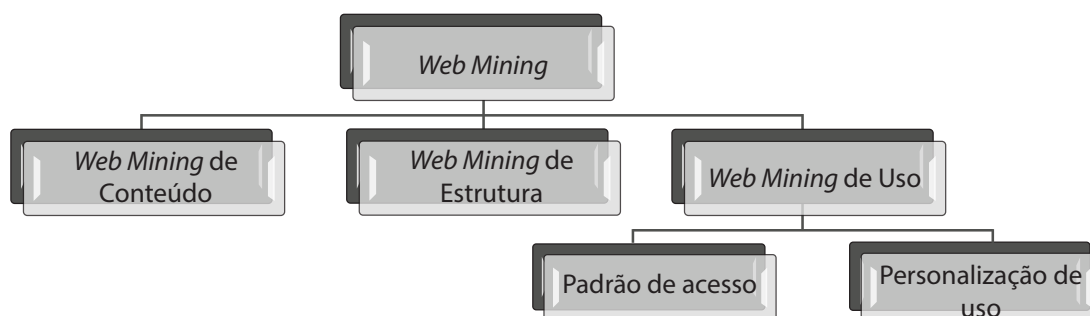 Web Mining
Web Mining de
Conteúdo
Web Mining de
Estrutura
Web Mining de Uso
Padrão de acesso
Personalização de
uso